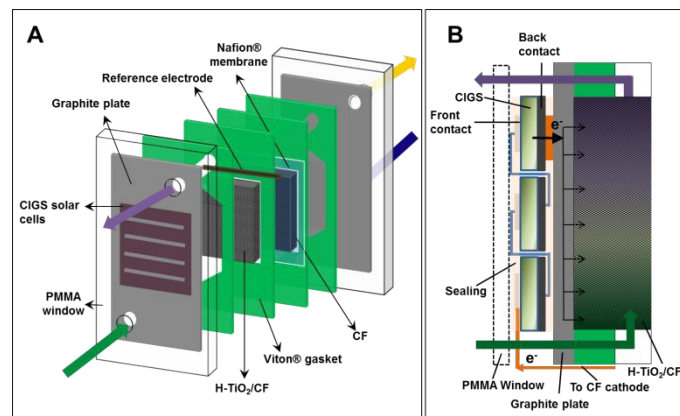 A
Nafion®
membrane
Reference electrode
Graphite plate
CIGS solar
cells
PMMA
window
CF
Viton® gasket
H-TiO₂/CF
B
Back
contact
CIGS
Front
contact
e⁻
Sealing
e⁻
H-TiO₂/CF
PMMA Window
To CF cathode
Graphite plate